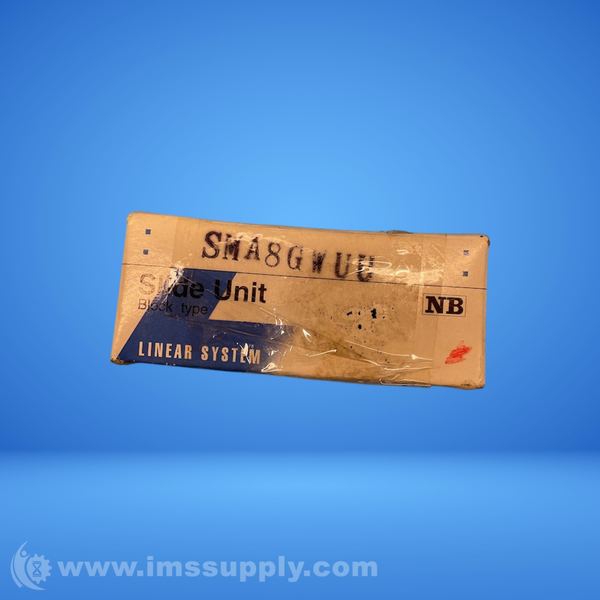 SMA8GWUU
Slide Unit
Block type
NB
LINEAR SYSTEM
www.imssupply.com